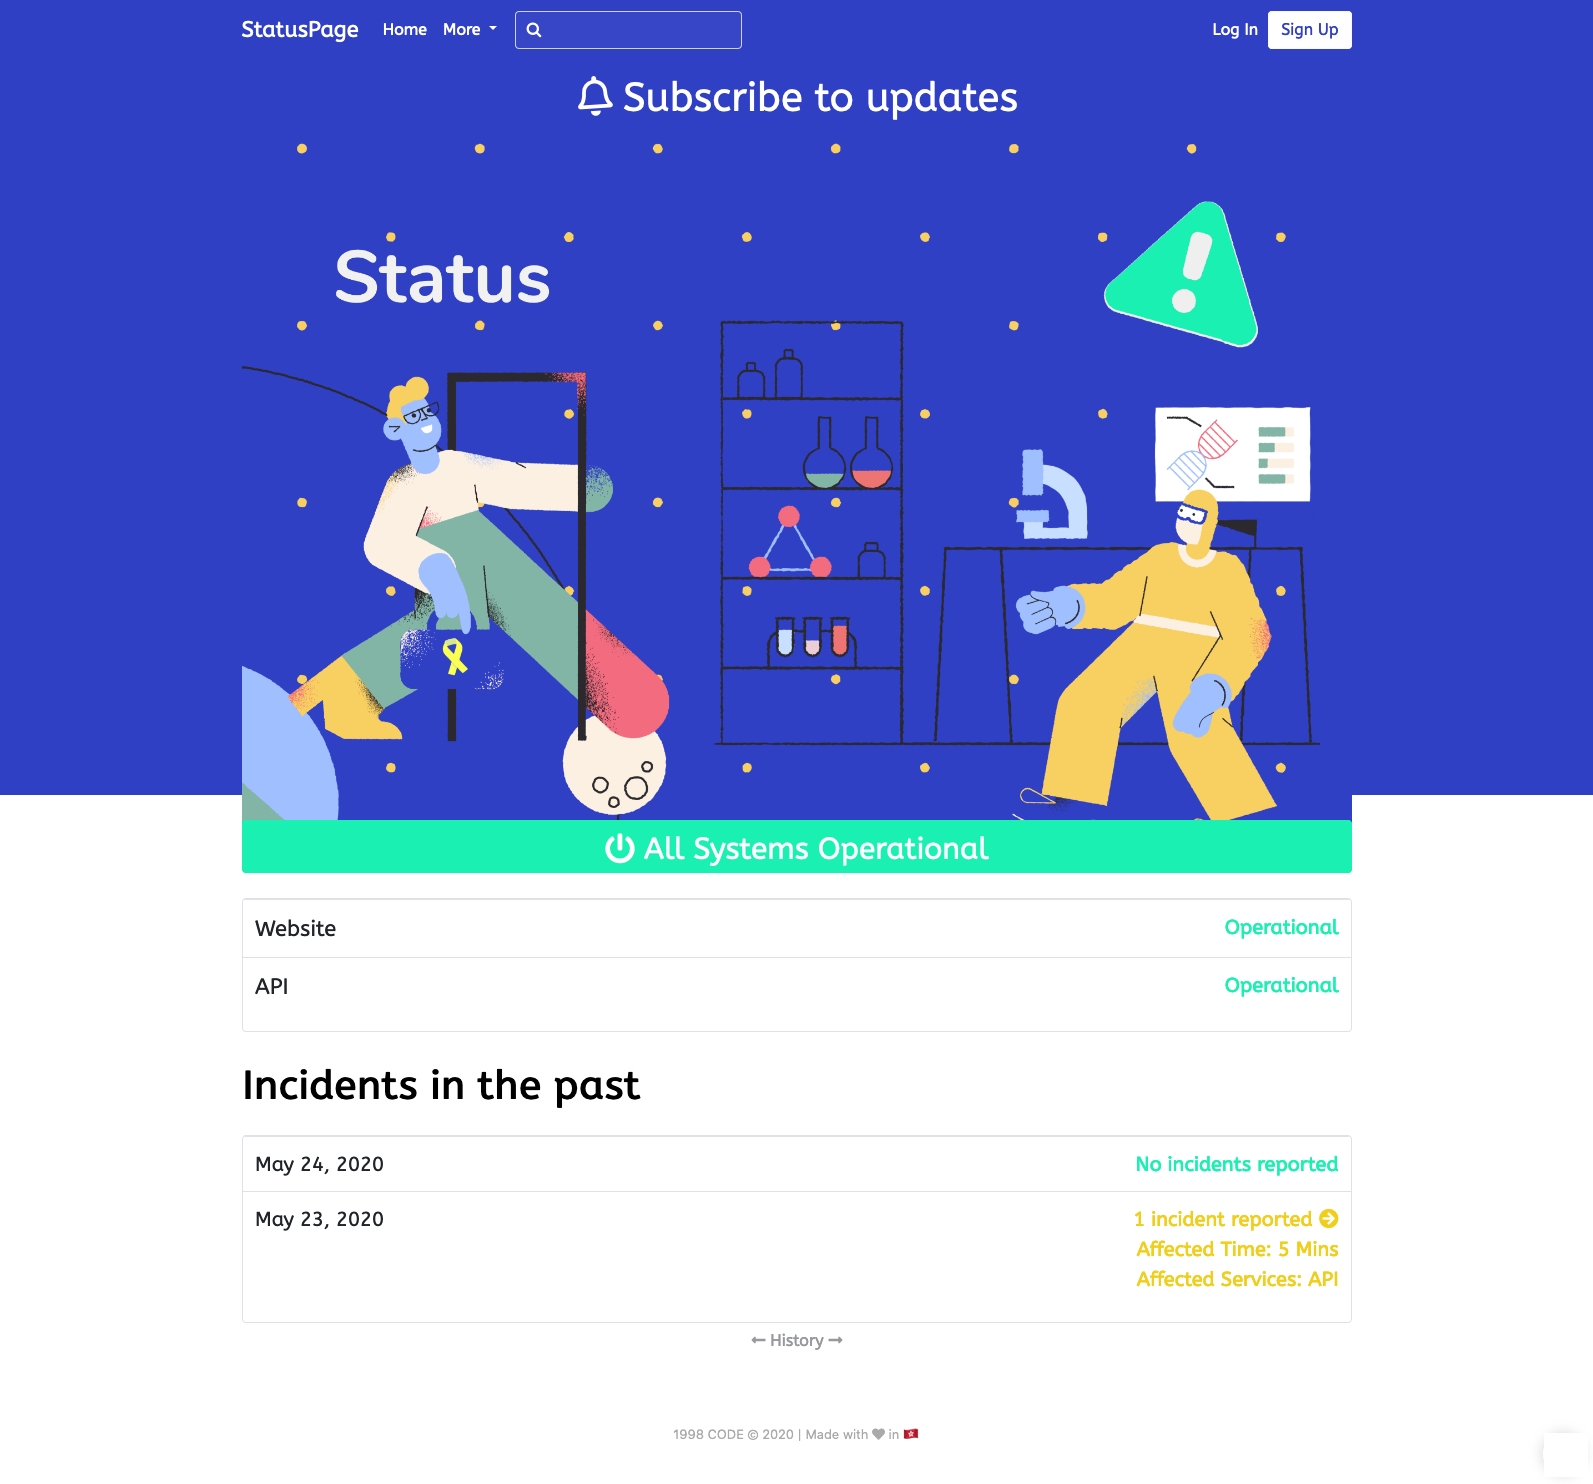 StatusPage Home More Log In Sign Up
Subscribe to updates
Status
All Systems Operational
Website Operational
API Operational
Incidents in the past
May 24, 2020 No incidents reported
May 23, 2020 1 incident reported
Affected Time: 5 Mins
Affected Services: API
← History →
1998 CODE © 2020 | Made with ❤ in 🇭🇰